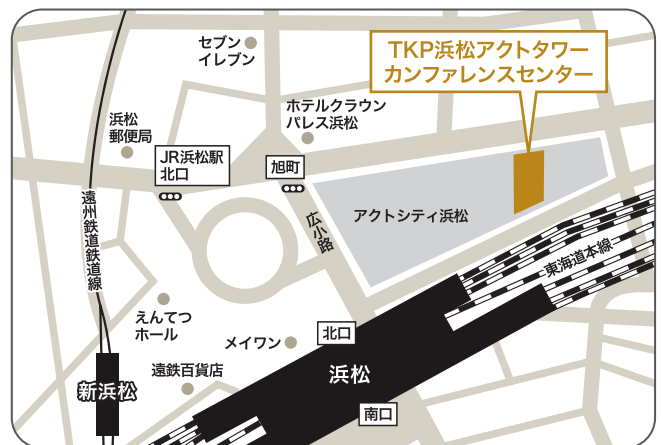 セブン
イレブン
TKP浜松アクトタワー
カンファレンスセンター
ホテルクラウン
パレス浜松
浜松
郵便局
JR浜松駅
北口
旭町
遠州鉄道鉄道線
広小路
アクトシティ浜松
東海道本線
えんてつ
ホール
メイワン
北口
遠鉄百貨店
浜松
新浜松
南口